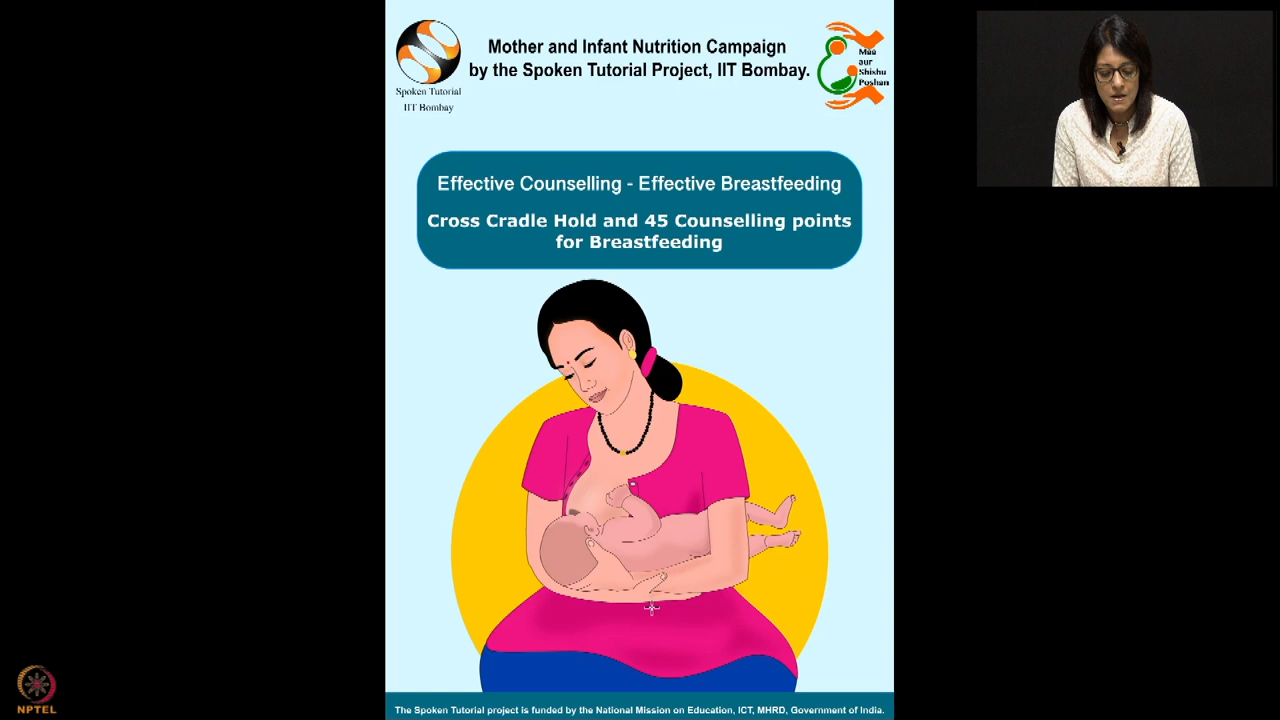 Mother and Infant Nutrition Campaign
by the Spoken Tutorial Project, IIT Bombay.
Spoken Tutorial
IIT Bombay
Maa
aur
Shishu
Poshan
Effective Counselling - Effective Breastfeeding
Cross Cradle Hold and 45 Counselling points
for Breastfeeding
NPTEL
The Spoken Tutorial project is funded by the National Mission on Education, ICT, MHRD, Government of India.